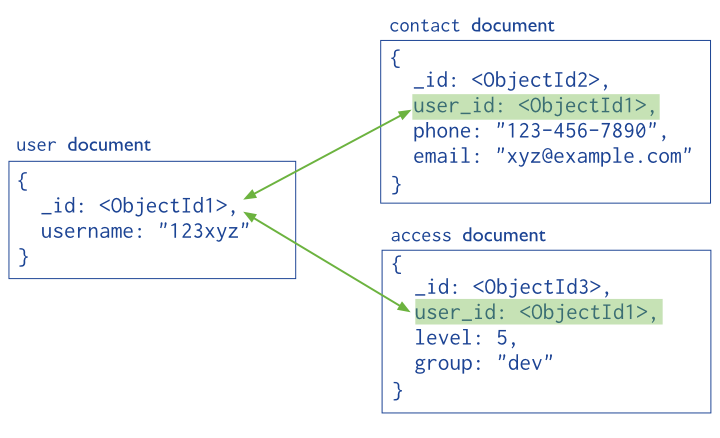 user document
{
_id: <ObjectId1>,
username: "123xyz"
}
contact document
{
_id: <ObjectId2>,
user_id: <ObjectId1>,
phone: "123-456-7890",
email: "xyz@example.com"
}
access document
{
_id: <ObjectId3>,
user_id: <ObjectId1>,
level: 5,
group: "dev"
}